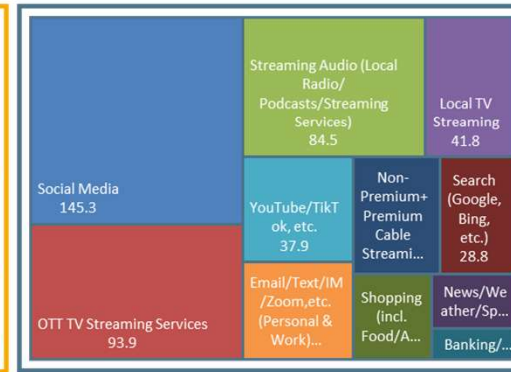 Social Media
145.3
OTT TV Streaming Services
93.9
Streaming Audio (Local
Radio/
Podcasts/Streaming
Services)
84.5
Local TV
Streaming
41.8
YouTube/TikT
ok, etc.
37.9
Non-
Premium+
Premium
Cable
Streami...
Search
(Google,
Bing,
etc.)
28.8
Email/Text/IM
/Zoom,etc.
(Personal &
Work)...
Shopping
(incl.
Food/A...
News/We
ather/Sp...
Banking/...